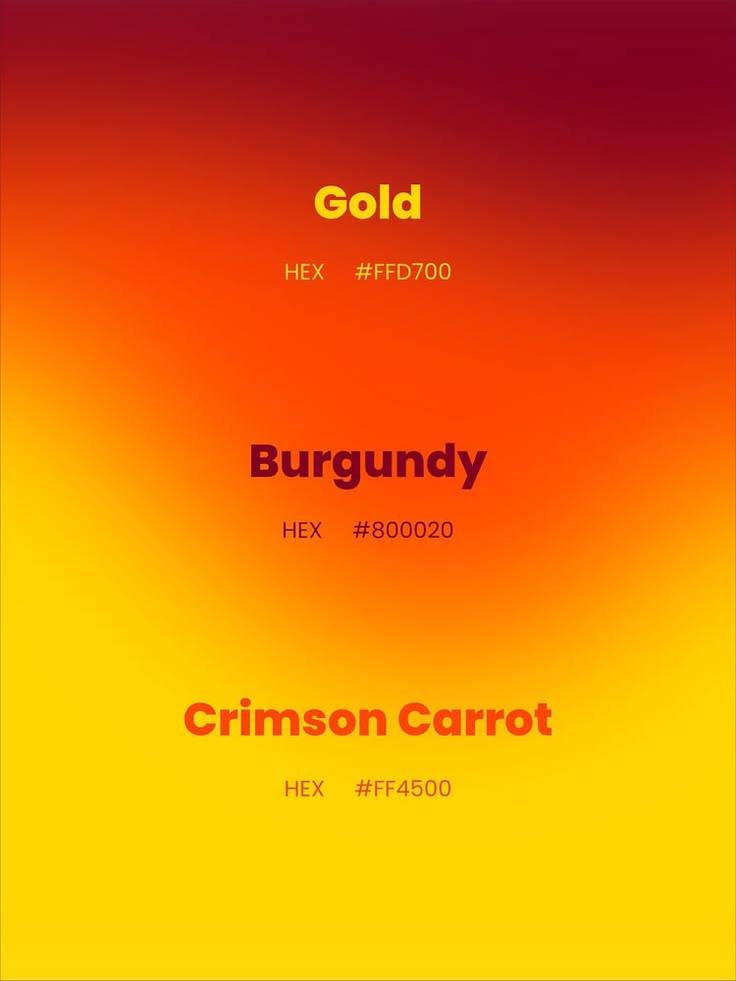 Gold
HEX #FFD700
Burgundy
HEX #800020
Crimson Carrot
HEX #FF4500